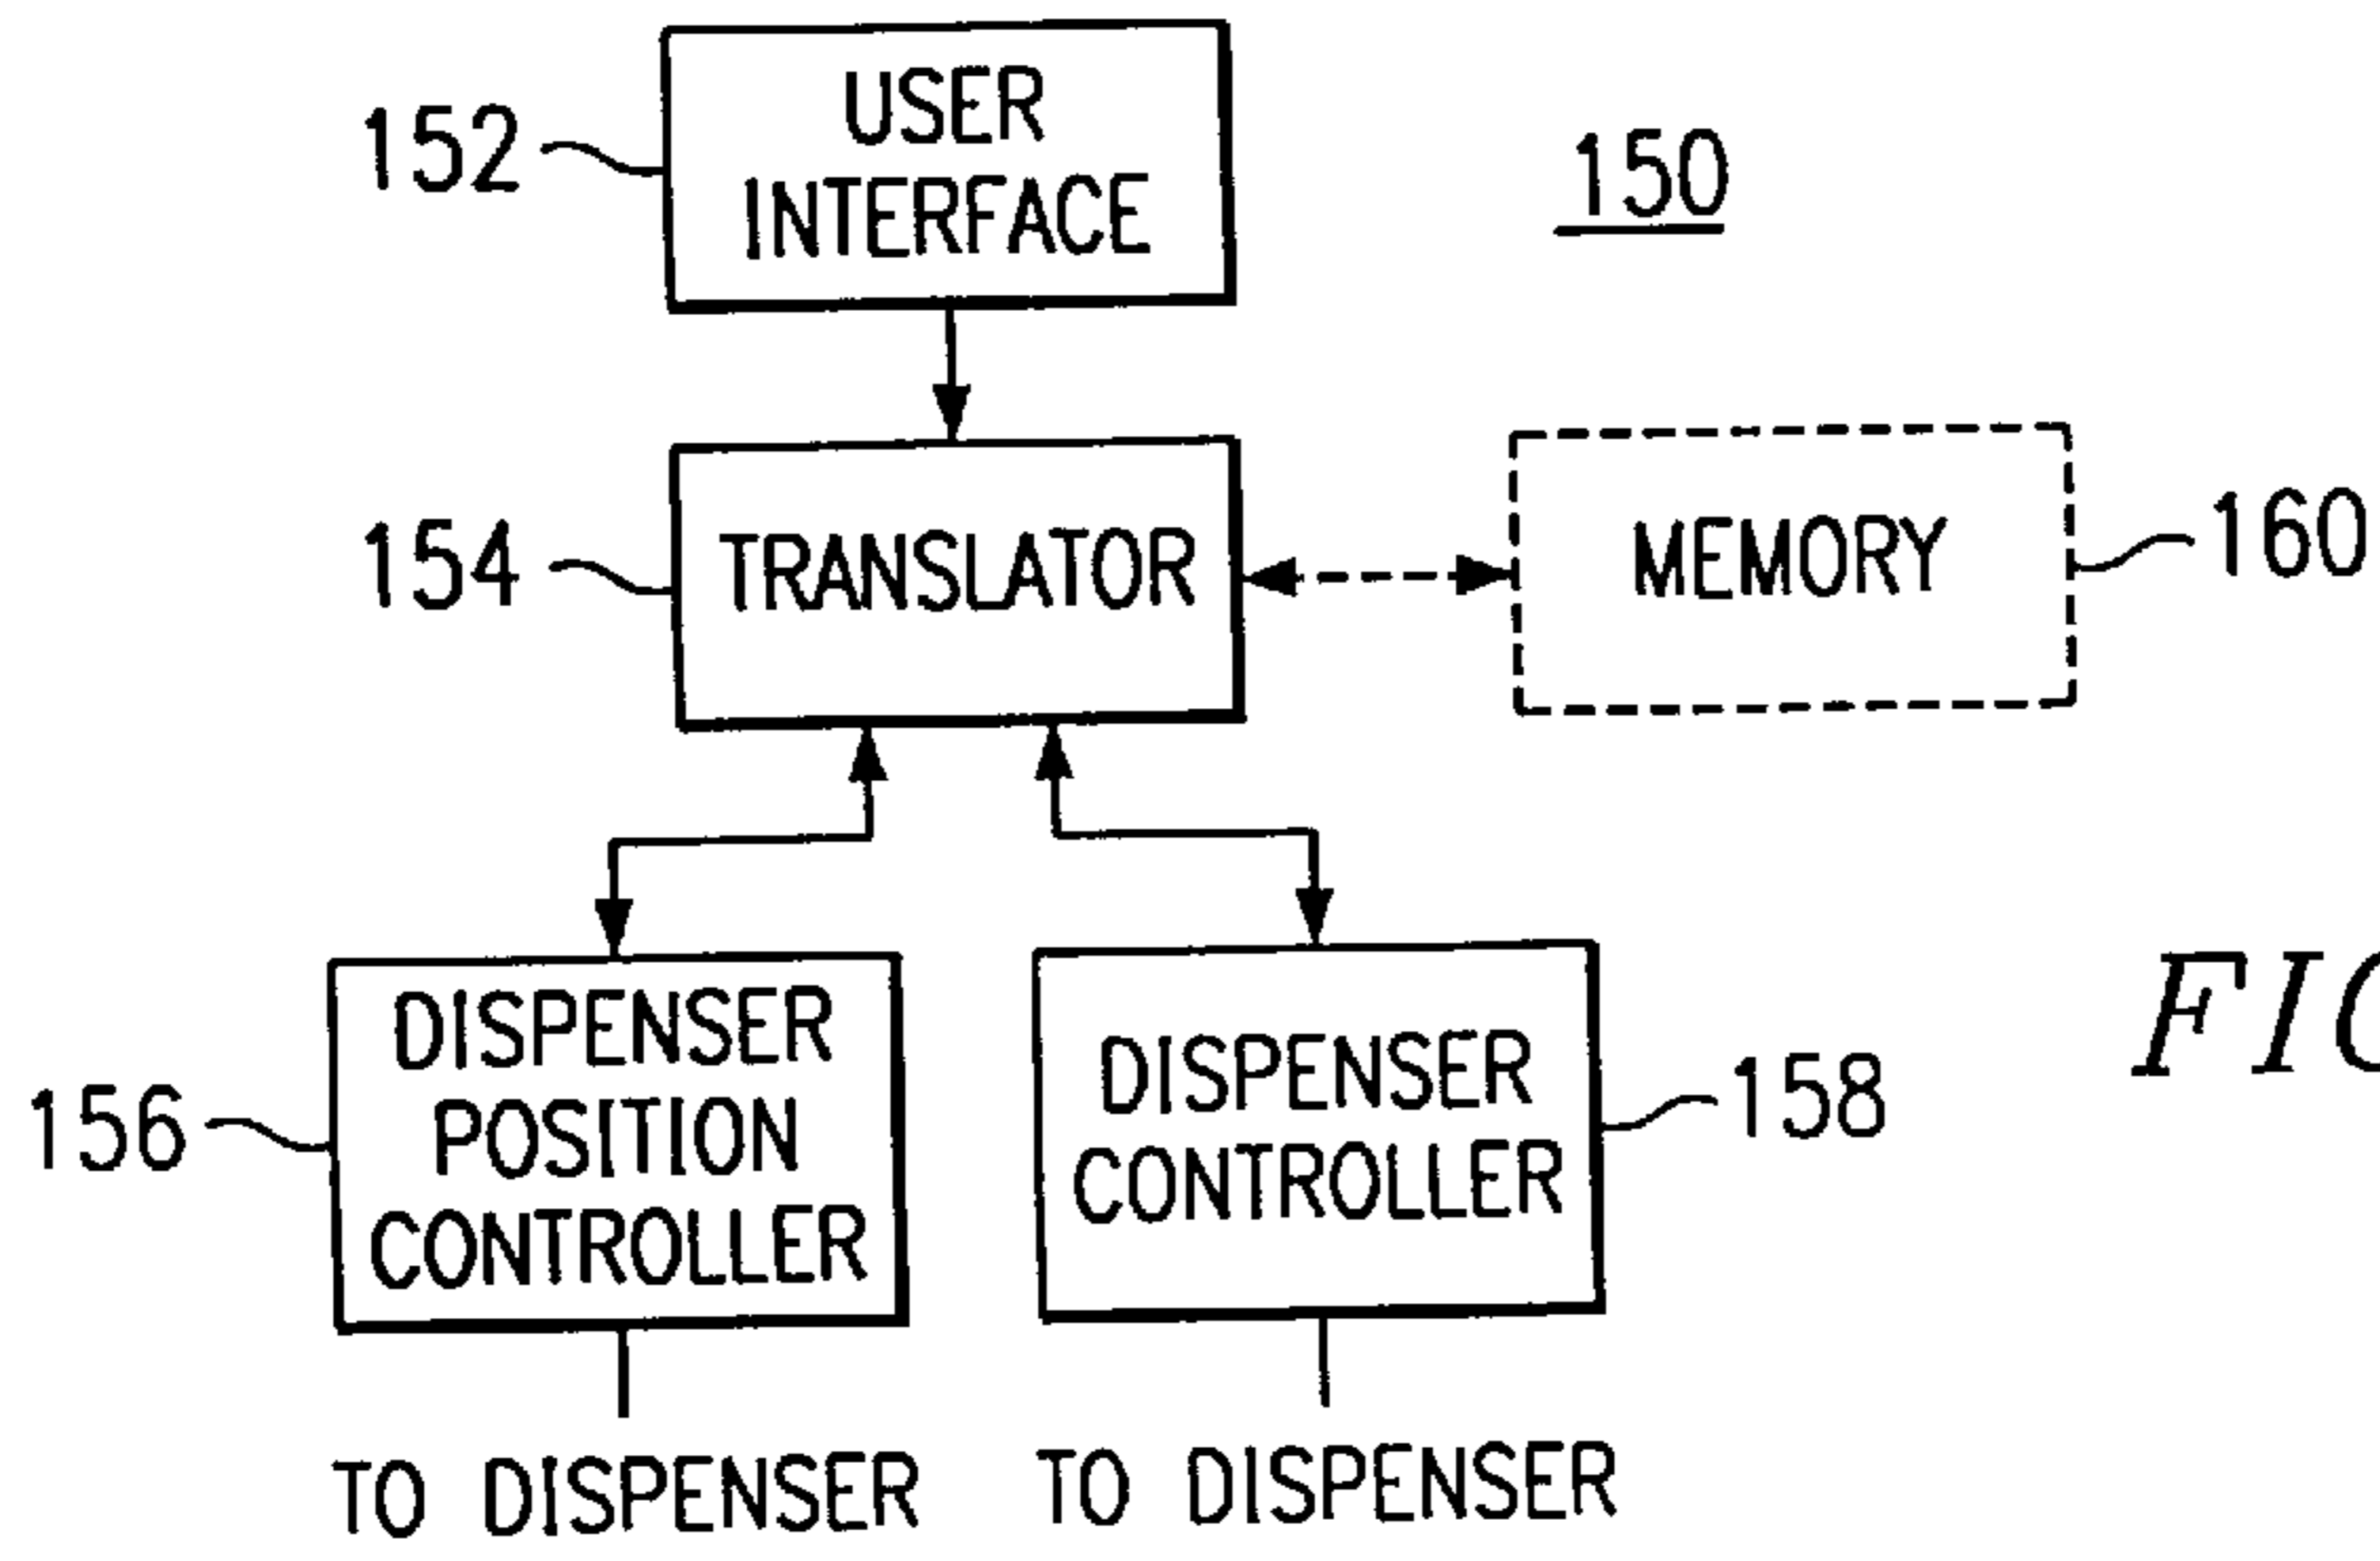 152
USER
INTERFACE
150
154
TRANSLATOR
MEMORY
160
156
DISPENSER
POSITION
CONTROLLER
DISPENSER
CONTROLLER
158
TO DISPENSER
TO DISPENSER